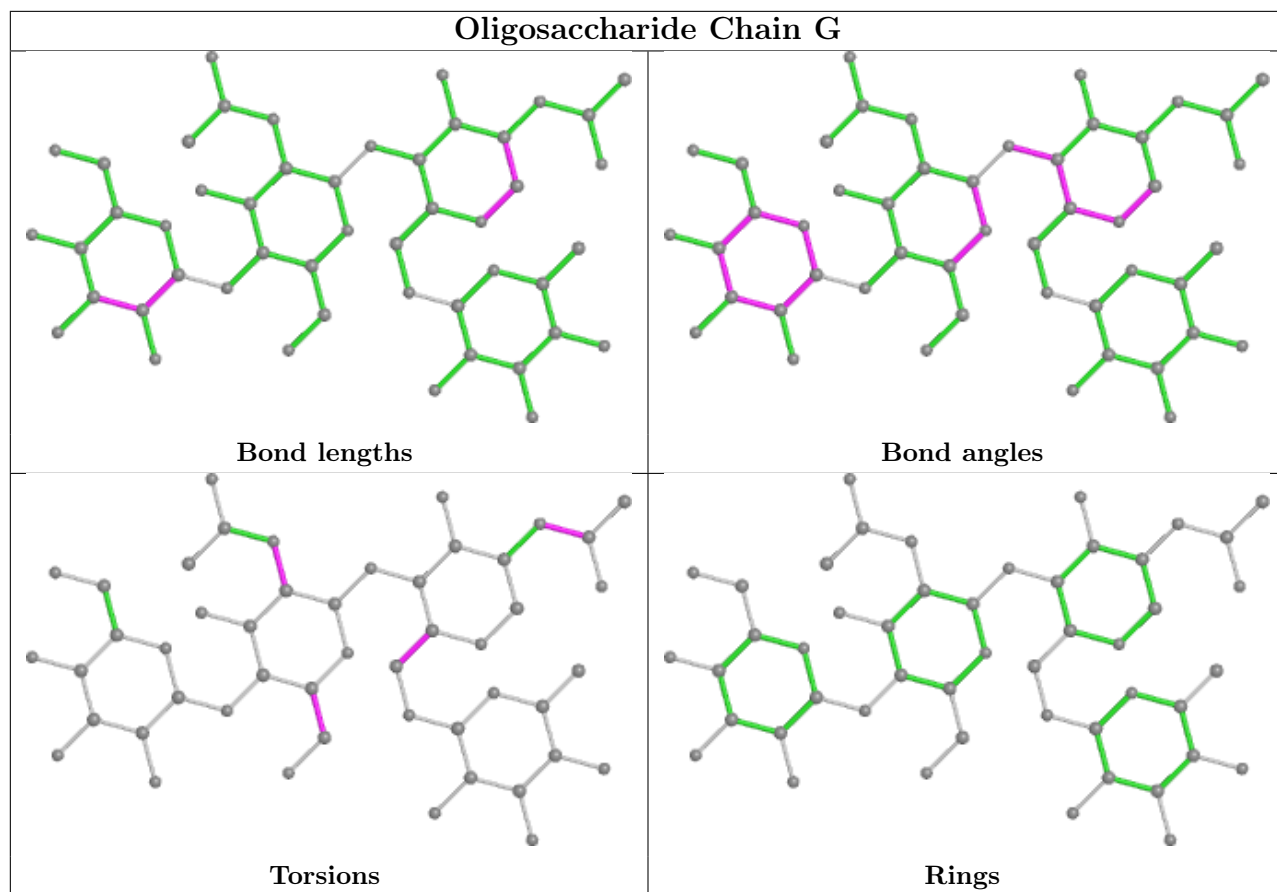 Oligosaccharide Chain G
Bond lengths
Bond angles
Torsions
Rings